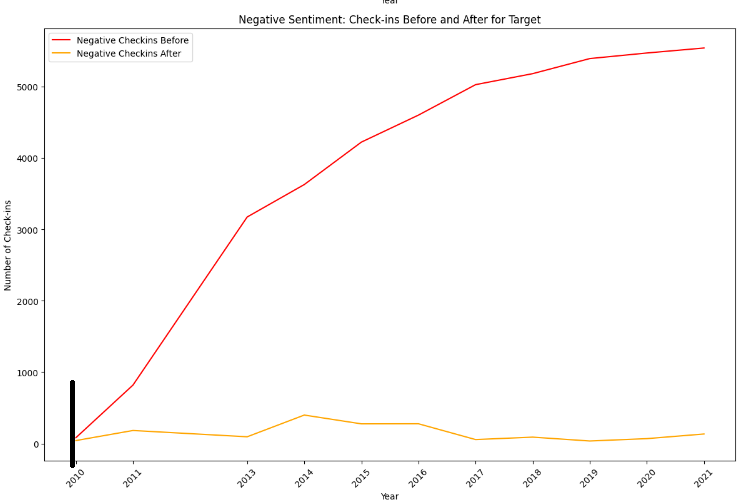 Year
Negative Sentiment: Check-ins Before and After for Target
Negative Checkins Before
Negative Checkins After
Number of Check-ins
5000
4000
3000
2000
1000
0
2010
2011
2013
2014
2015
2016
2017
2018
2019
2020
2021
Year